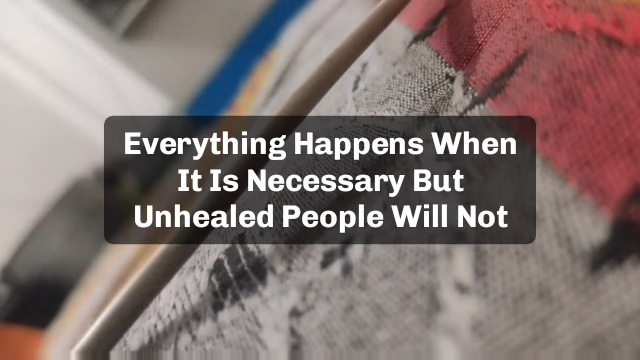 Everything Happens When
It Is Necessary But
Unhealed People Will Not